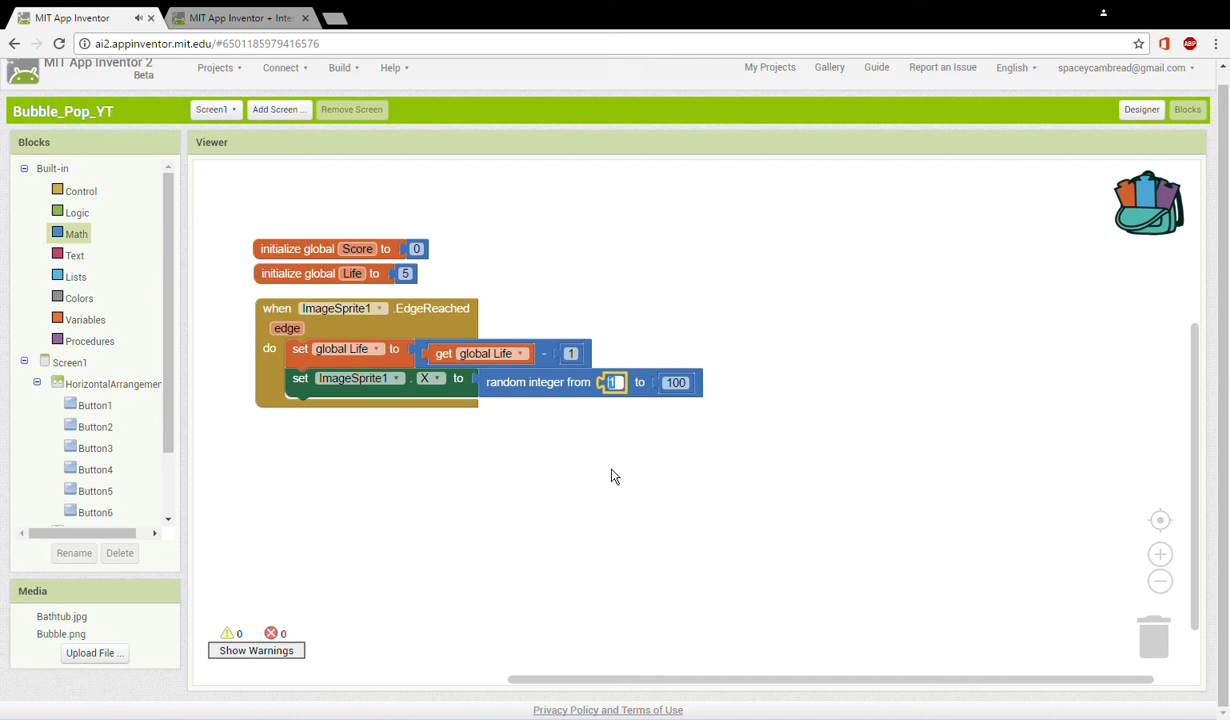 MIT App Inventor
MIT App Inventor + Inte
ai2.appinventor.mit.edu/#6501185979416576
ABP
MIT App Inventor 2
Beta
Projects
Connect
Build
Help
My Projects
Gallery
Guide
Report an Issue
English
spaceycambread@gmail.com
Bubble_Pop_YT
Screen1
Add Screen ...
Remove Screen
Designer
Blocks
Blocks
Viewer
Built-in
Control
Logic
Math
Text
Lists
Colors
Variables
Procedures
Screen1
HorizontalArrangemen
Button1
Button2
Button3
Button4
Button5
Button6
Rename
Delete
Media
Bathtub.jpg
Bubble.png
Upload File ...
initialize global Score to 0
initialize global Life to 5
when ImageSprite1 .EdgeReached
edge
do set global Life to get global Life - 1
set ImageSprite1 . X to random integer from 1 to 100
0 0
Show Warnings
Privacy Policy and Terms of Use